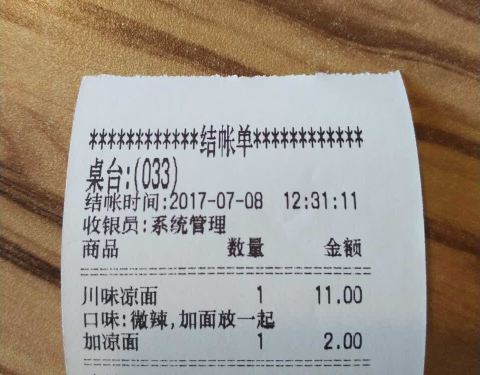 ************结帐单************
桌台:(033)
结帐时间:2017-07-08 12:31:11
收银员:系统管理
商品 数量 金额
川味凉面 1 11.00
口味:微辣,加面放一起
加凉面 1 2.00